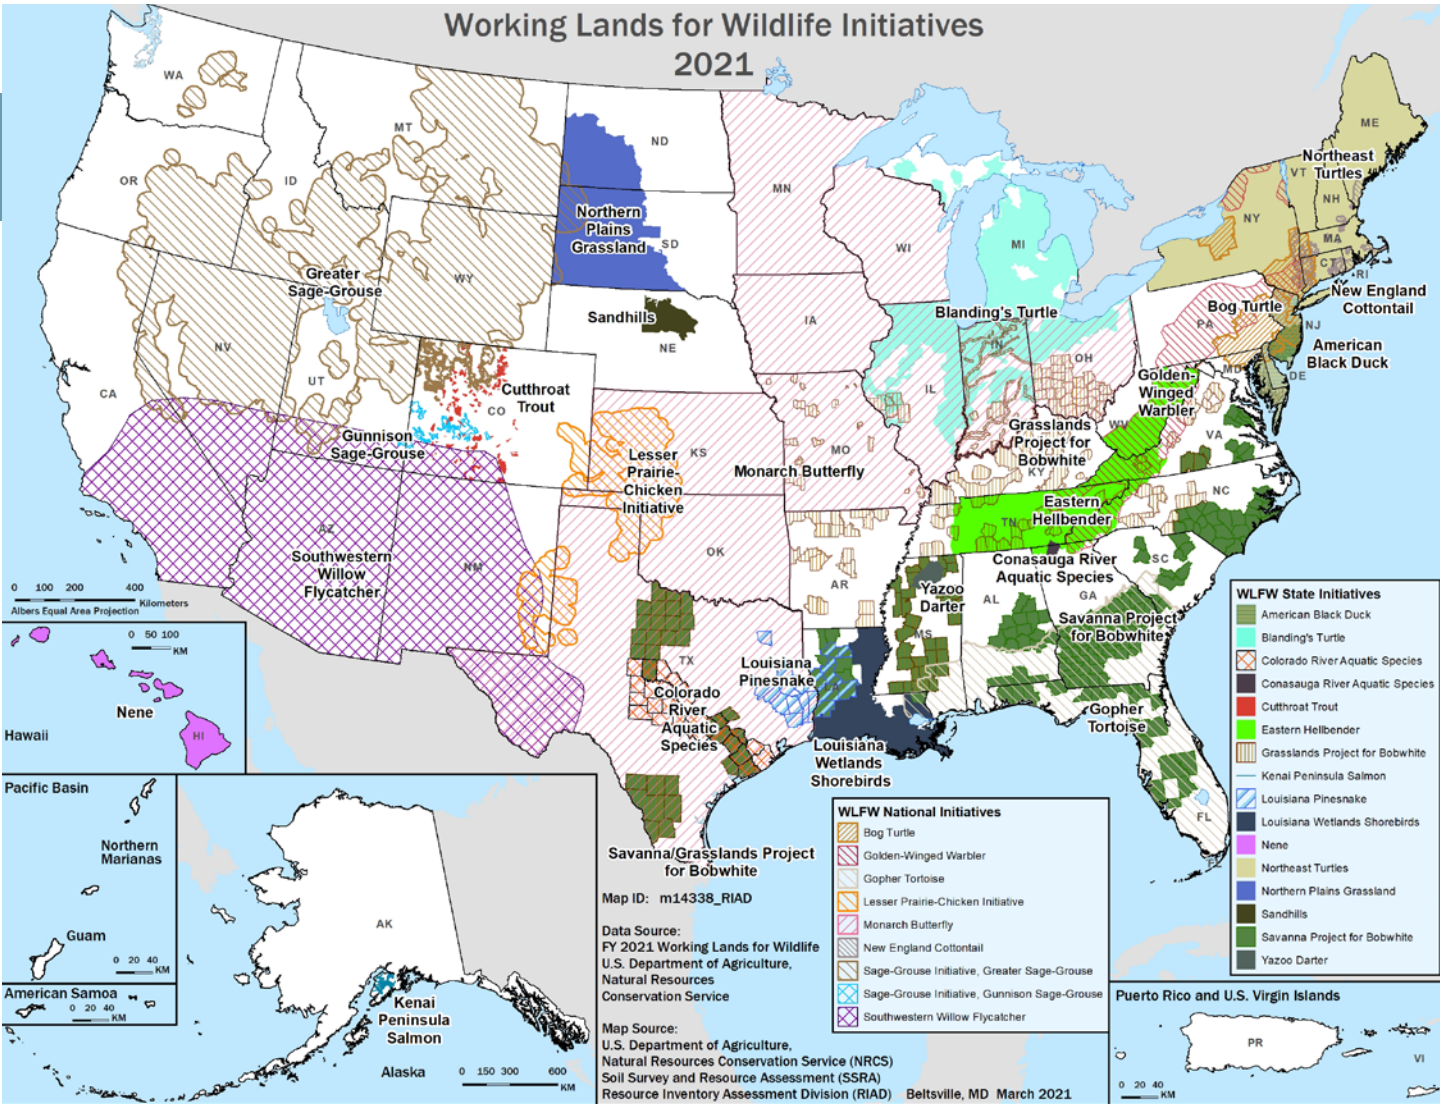 Working Lands for Wildlife Initiatives
2021
WA
MT
ND
OR
ID
MN
ME
Northeast
Turtles
VT
NH
NY
MA
CT
RI
Northern
Plains
Grassland
SD
WI
MI
WY
Greater
Sage-Grouse
New England
Cottontail
Sandhills
NE
IA
Blanding's Turtle
Bog Turtle
PA
NJ
American
Black Duck
NV
UT
CA
Cutthroat
Trout
CO
IL
IN
OH
MD
DE
Golden-
Winged
Warbler
WV
VA
Gunnison
Sage-Grouse
Lesser
Prairie-
Chicken
Initiative
KS
MO
Monarch Butterfly
Grasslands
Project for
Bobwhite
KY
NC
Eastern
Hellbender
TN
AZ
Southwestern
Willow
Flycatcher
NM
OK
AR
Conasauga River
Aquatic Species
SC
Yazoo
Darter
MS
AL
GA
Savanna Project
for Bobwhite
TX
Louisiana
Pinesnake
LA
Colorado
River
Aquatic
Species
Gopher
Tortoise
Louisiana
Wetlands
Shorebirds
FL
Savanna/Grasslands Project
for Bobwhite
0 100 200 400
Kilometers
Albers Equal Area Projection
0 50 100
KM
Nene
Hawaii
HI
Pacific Basin
Northern
Marianas
Guam
0 20 40
KM
American Samoa
0 20 40
KM
AK
Kenai
Peninsula
Salmon
Alaska
0 150 300 600
KM
Map ID: m14338_RIAD
Data Source:
FY 2021 Working Lands for Wildlife
U.S. Department of Agriculture,
Natural Resources
Conservation Service
Map Source:
U.S. Department of Agriculture,
Natural Resources Conservation Service (NRCS)
Soil Survey and Resource Assessment (SSRA)
Resource Inventory Assessment Division (RIAD) Beltsville, MD March 2021
WLFW National Initiatives
Bog Turtle
Golden-Winged Warbler
Gopher Tortoise
Lesser Prairie-Chicken Initiative
Monarch Butterfly
New England Cottontail
Sage-Grouse Initiative, Greater Sage-Grouse
Sage-Grouse Initiative, Gunnison Sage-Grouse
Southwestern Willow Flycatcher
WLFW State Initiatives
American Black Duck
Blanding's Turtle
Colorado River Aquatic Species
Conasauga River Aquatic Species
Cutthroat Trout
Eastern Hellbender
Grasslands Project for Bobwhite
Kenai Peninsula Salmon
Louisiana Pinesnake
Louisiana Wetlands Shorebirds
Nene
Northeast Turtles
Northern Plains Grassland
Sandhills
Savanna Project for Bobwhite
Yazoo Darter
Puerto Rico and U.S. Virgin Islands
PR
VI
0 20 40
KM